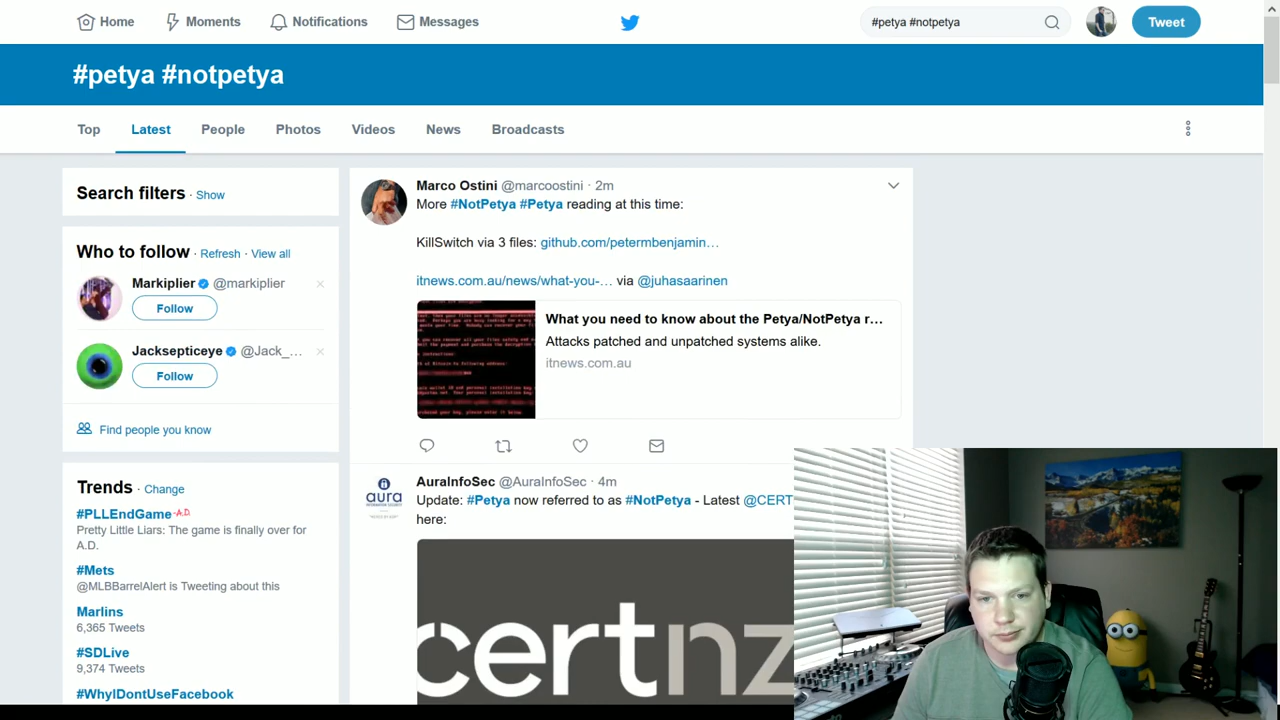 Home
Moments
Notifications
Messages
#petya #notpetya
Tweet
#petya #notpetya
Top
Latest
People
Photos
Videos
News
Broadcasts
Search filters · Show
Who to follow · Refresh · View all
Markiplier @markiplier
Follow
Jacksepticeye @Jack_...
Follow
Find people you know
Trends · Change
#PLLEndGame
Pretty Little Liars: The game is finally over for
A.D.
#Mets
@MLBBarrelAlert is Tweeting about this
Marlins
6,365 Tweets
#SDLive
9,374 Tweets
#WhyIDontUseFacebook
Marco Ostini @marcoostini · 2m
More #NotPetya #Petya reading at this time:
KillSwitch via 3 files: github.com/petermbenjamin...
itnews.com.au/news/what-you-... via @juhasaarinen
What you need to know about the Petya/NotPetya r...
Attacks patched and unpatched systems alike.
itnews.com.au
AuraInfoSec @AuraInfoSec · 4m
Update: #Petya now referred to as #NotPetya - Latest @CERT
here:
aura
certnz